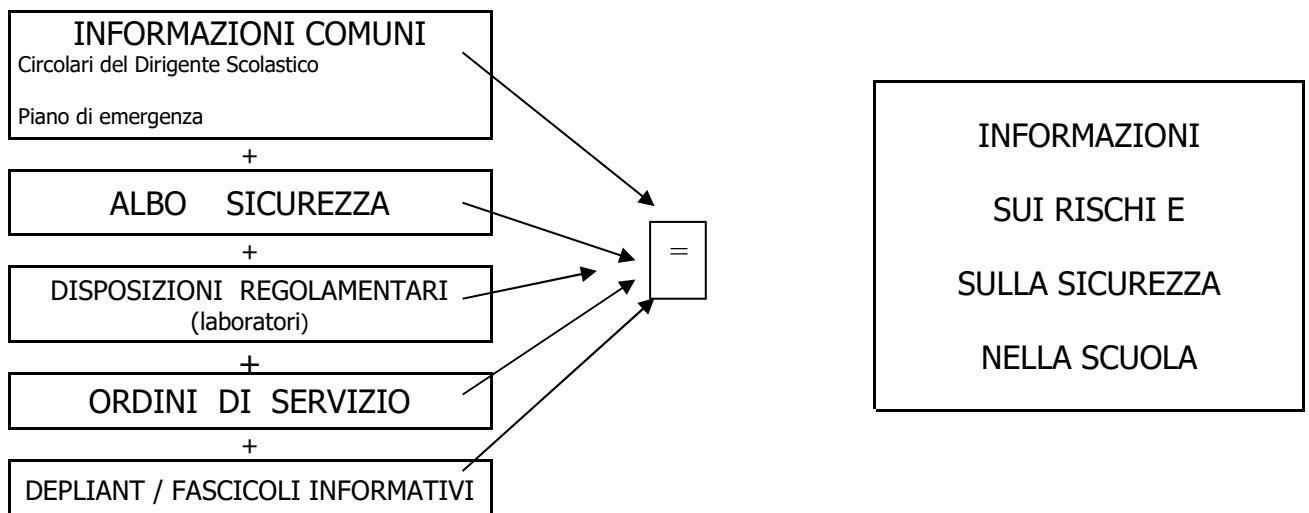 INFORMAZIONI COMUNI
Circolari del Dirigente Scolastico
Piano di emergenza
+
ALBO SICUREZZA
+
DISPOSIZIONI REGOLAMENTARI
(laboratori)
+
ORDINI DI SERVIZIO
+
DEPLIANT / FASCICOLI INFORMATIVI
=
INFORMAZIONI
SUI RISCHI E
SULLA SICUREZZA
NELLA SCUOLA